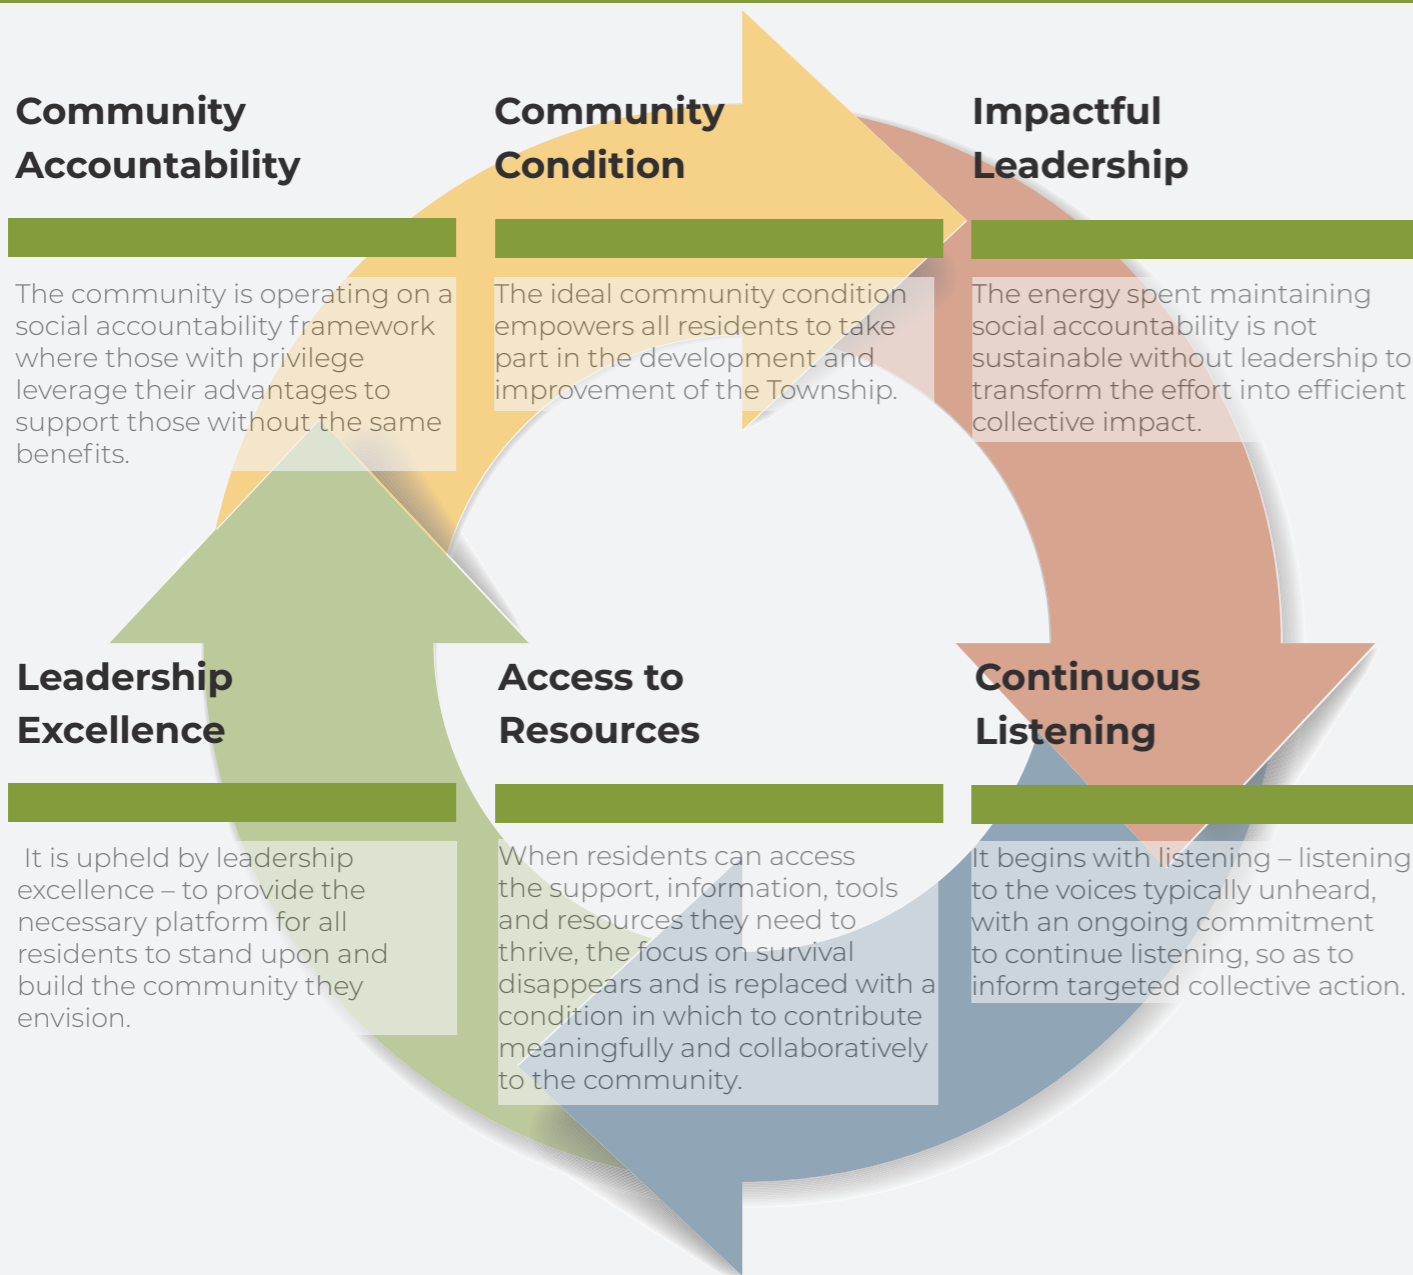 Community
Accountability
The community is operating on a
social accountability framework
where those with privilege
leverage their advantages to
support those without the same
benefits.
Community
Condition
The ideal community condition
empowers all residents to take
part in the development and
improvement of the Township.
Impactful
Leadership
The energy spent maintaining
social accountability is not
sustainable without leadership to
transform the effort into efficient
collective impact.
Leadership
Excellence
It is upheld by leadership
excellence – to provide the
necessary platform for all
residents to stand upon and
build the community they
envision.
Access to
Resources
When residents can access
the support, information, tools
and resources they need to
thrive, the focus on survival
disappears and is replaced with a
condition in which to contribute
meaningfully and collaboratively
to the community.
Continuous
Listening
It begins with listening – listening
to the voices typically unheard,
with an ongoing commitment
to continue listening, so as to
inform targeted collective action.